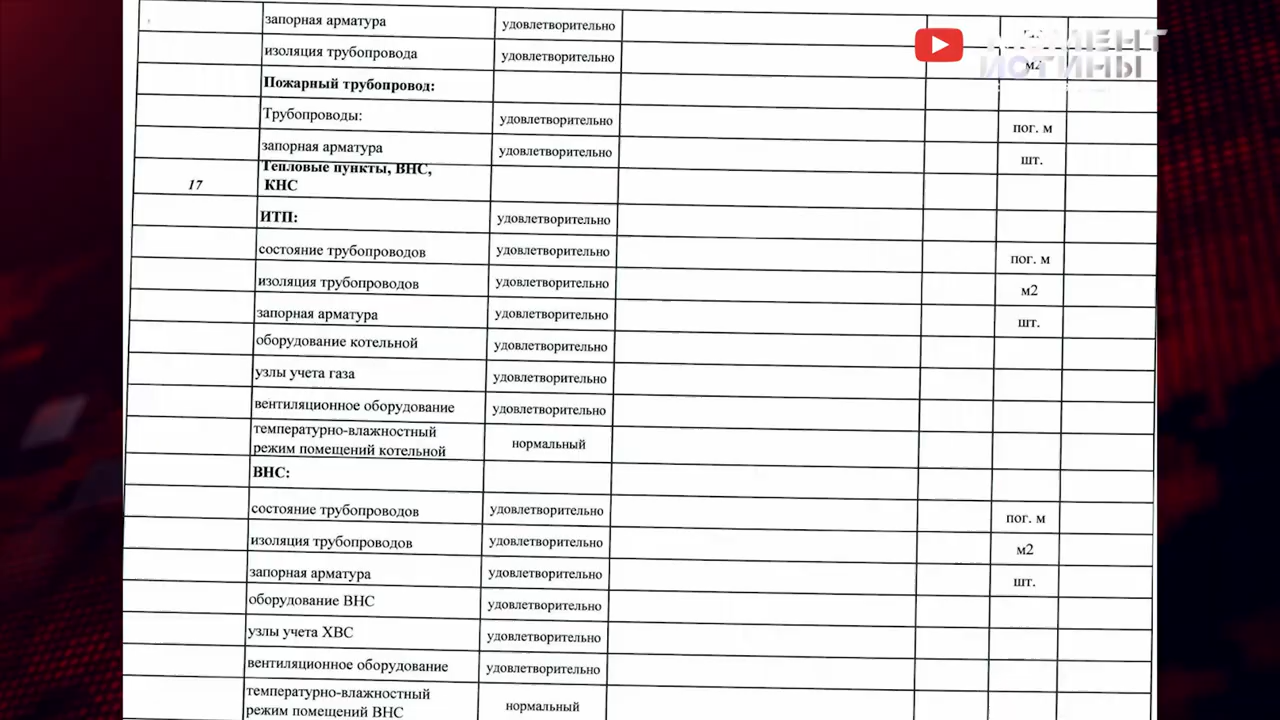 запорная арматура удовлетворительно
МОМЕНТ
изоляция трубопровода удовлетворительно м2
ИСТИНЫ
Пожарный трубопровод:
Трубопроводы: удовлетворительно пог. м
запорная арматура удовлетворительно шт.
Тепловые пункты, ВНС,
17 КНС
ИТП: удовлетворительно
состояние трубопроводов удовлетворительно пог. м
изоляция трубопроводов удовлетворительно м2
запорная арматура удовлетворительно шт.
оборудование котельной удовлетворительно
узлы учета газа удовлетворительно
вентиляционное оборудование удовлетворительно
температурно-влажностный
режим помещений котельной нормальный
ВНС:
состояние трубопроводов удовлетворительно пог. м
изоляция трубопроводов удовлетворительно м2
запорная арматура удовлетворительно шт.
оборудование ВНС удовлетворительно
узлы учета ХВС удовлетворительно
вентиляционное оборудование удовлетворительно
температурно-влажностный
режим помещений ВНС нормальный